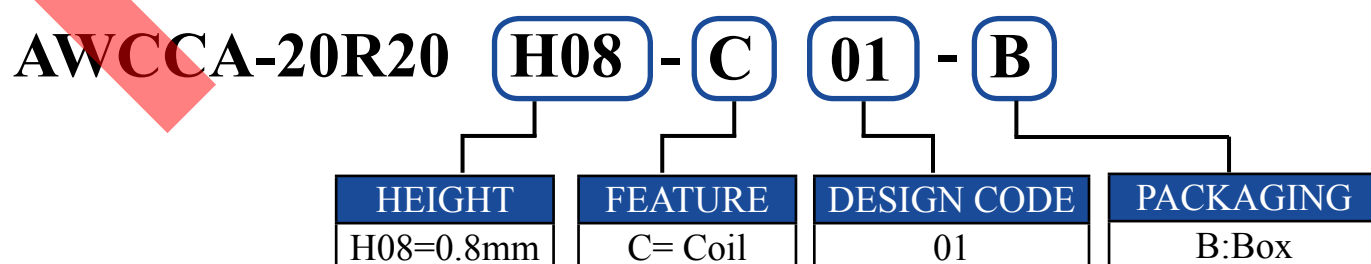 AWCCA-20R20 H08 - C 01 - B
HEIGHT FEATURE DESIGN CODE PACKAGING
H08=0.8mm C= Coil 01 B:Box